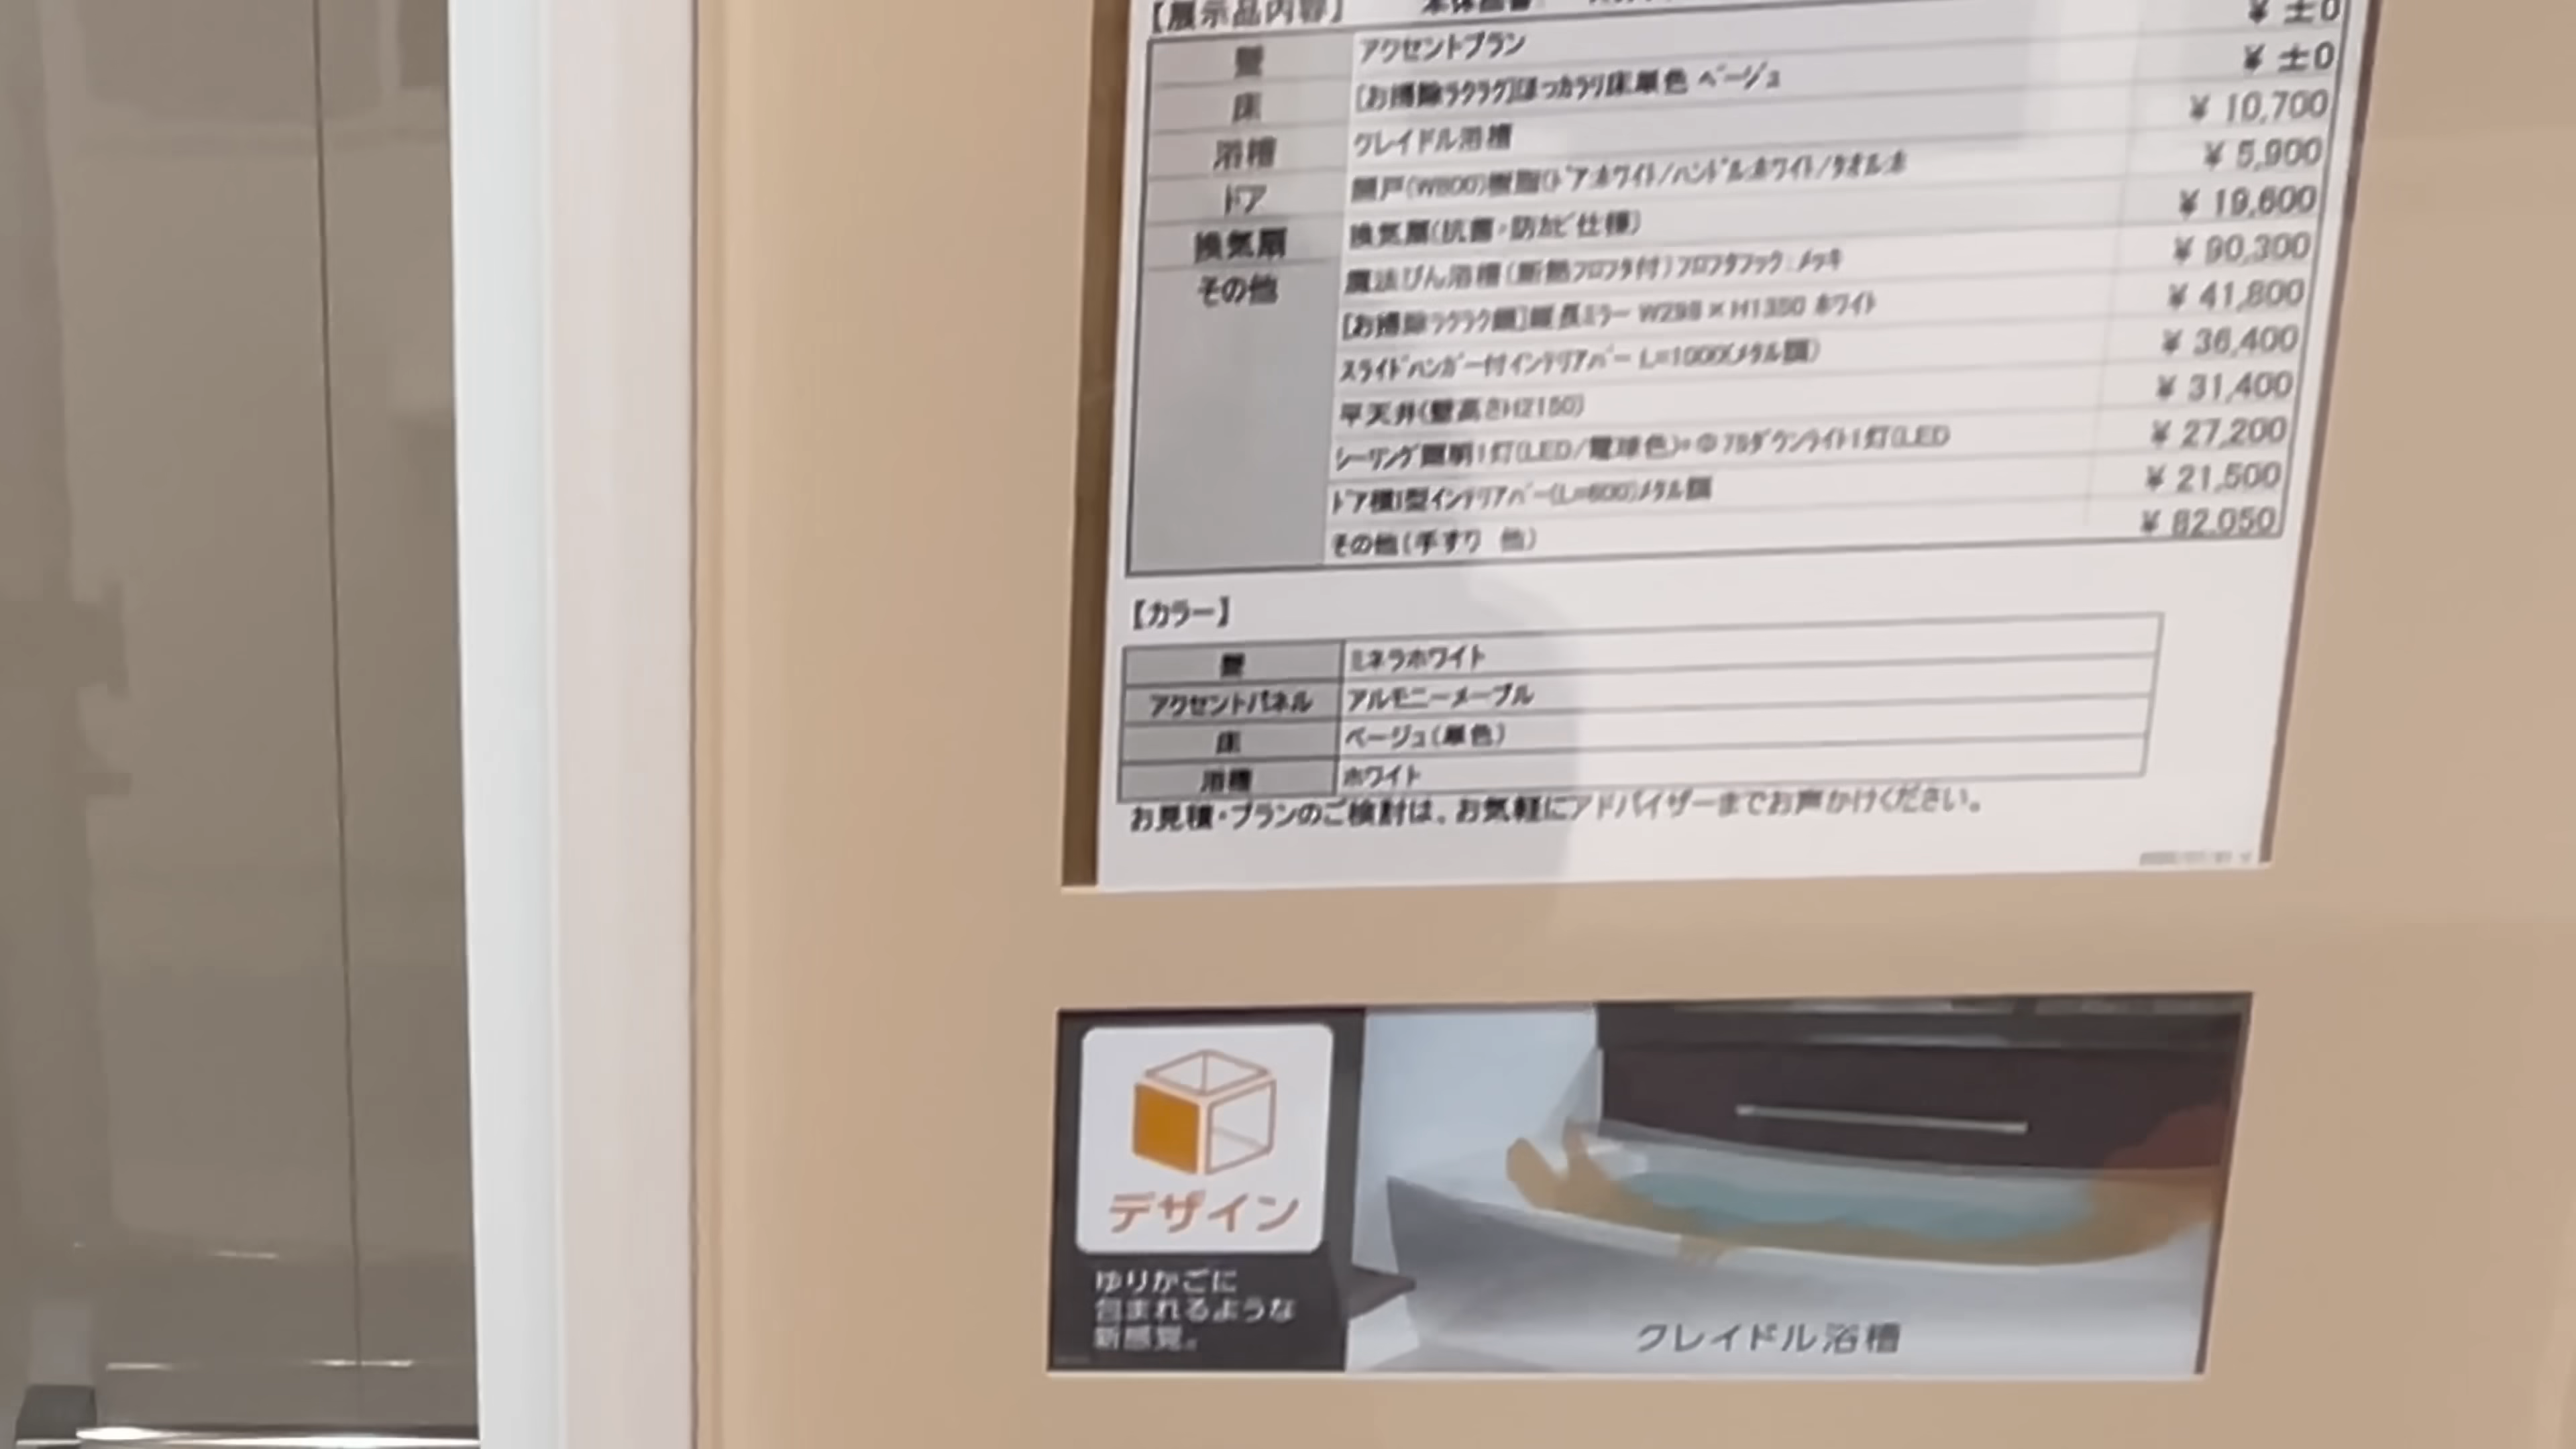 【展示品内容】 ¥ ±0
壁 アクセントプラン ¥ ±0
床 [お掃除ラクラク]ほっカラリ床単色 ベージュ ¥ 10,700
浴槽 クレイドル浴槽 ¥ 5,900
ドア 開戸(W800)樹脂(ドア:ホワイト/ハンドル:ホワイト/タオル:ホ ¥ 19,600
換気扇 換気扇(抗菌・防カビ仕様) ¥ 90,300
その他 魔法びん浴槽(断熱フロフタ付)フロフタフック:メッキ ¥ 41,800
[お掃除ラクラク鏡]縦長ミラー W298×H1350 ホワイト ¥ 36,400
スライドハンガー付インテリアバー L=1000(メタル調) ¥ 31,400
平天井(壁高さH2150) ¥ 27,200
シーリング照明1灯(LED/電球色)+Φ75ダウンライト1灯(LED ¥ 21,500
ドア横I型インテリアバー(L=600)メタル調 ¥ 82,050
その他(手すり 他)
【カラー】
壁 ミネラホワイト
アクセントパネル アルモニーメープル
床 ベージュ(単色)
浴槽 ホワイト
お見積・プランのご検討は、お気軽にアドバイザーまでお声かけください。
デザイン
ゆりかごに
包まれるような
新感覚。
クレイドル浴槽